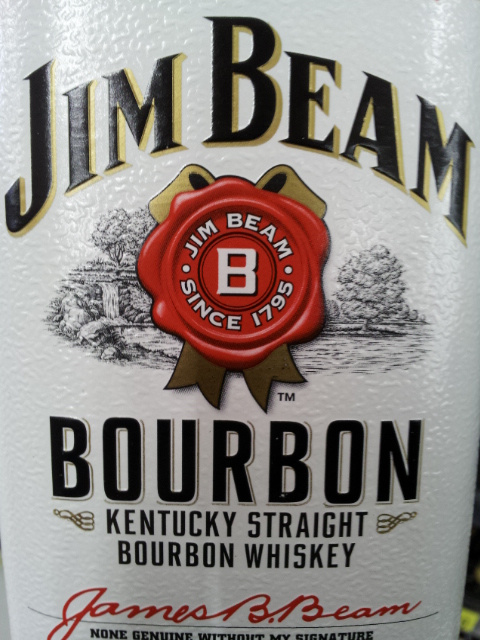 JIM BEAM
JIM BEAM
B
SINCE 1795
TM
BOURBON
KENTUCKY STRAIGHT
BOURBON WHISKEY
James B. Beam
NONE GENUINE WITHOUT MY SIGNATURE